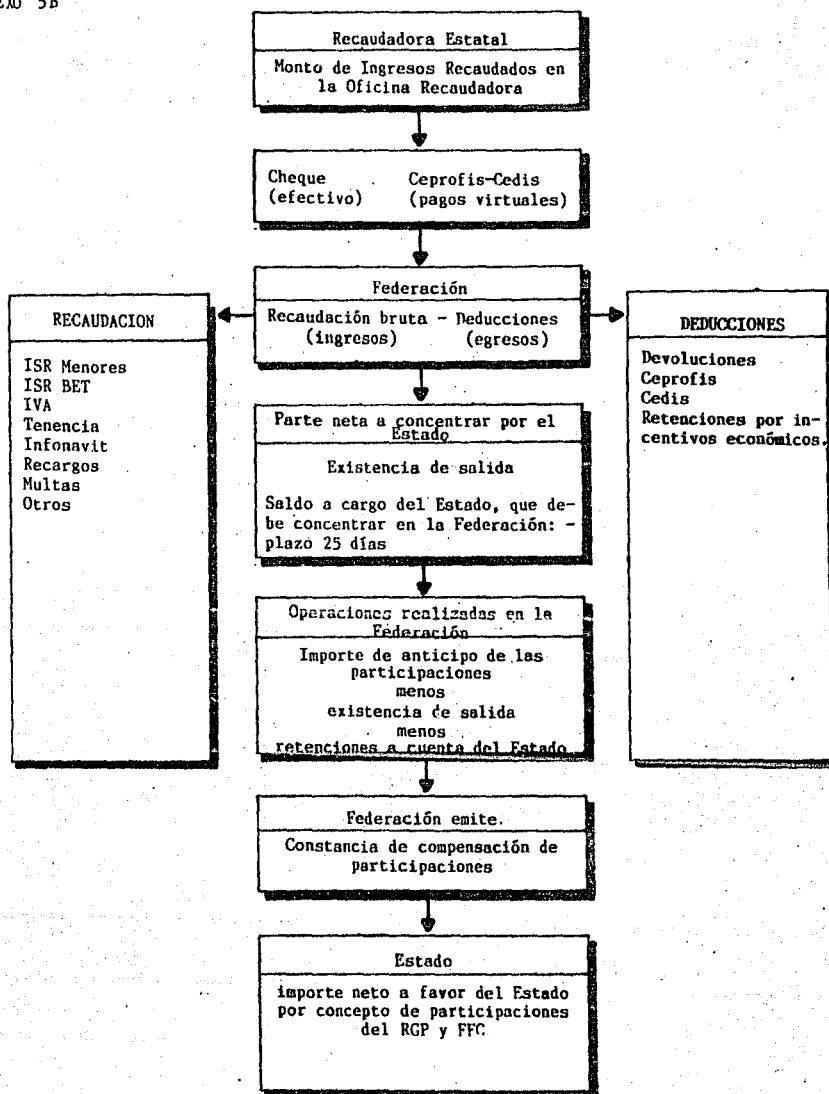 5B
Recaudadora Estatal
Monto de Ingresos Recaudados en
la Oficina Recaudadora
Cheque Ceprofis-Cedis
(efectivo) (pagos virtuales)
Federación
Recaudación bruta - Deducciones
(ingresos) (egresos)
RECAUDACION
ISR Menores
ISR BET
IVA
Tenencia
Infonavit
Recargos
Multas
Otros
DEDUCCIONES
Devoluciones
Ceprofis
Cedis
Retenciones por in-
centivos económicos.
Parte neta a concentrar por el
Estado
Existencia de salida
Saldo a cargo del Estado, que de-
be concentrar en la Federación: -
plazo 25 días
Operaciones realizadas en la
Federación
Importe de anticipo de las
participaciones
menos
existencia de salida
menos
retenciones a cuenta del Estado
Federación emite.
Constancia de compensación de
participaciones
Estado
importe neto a favor del Estado
por concepto de participaciones
del RGP y FFC